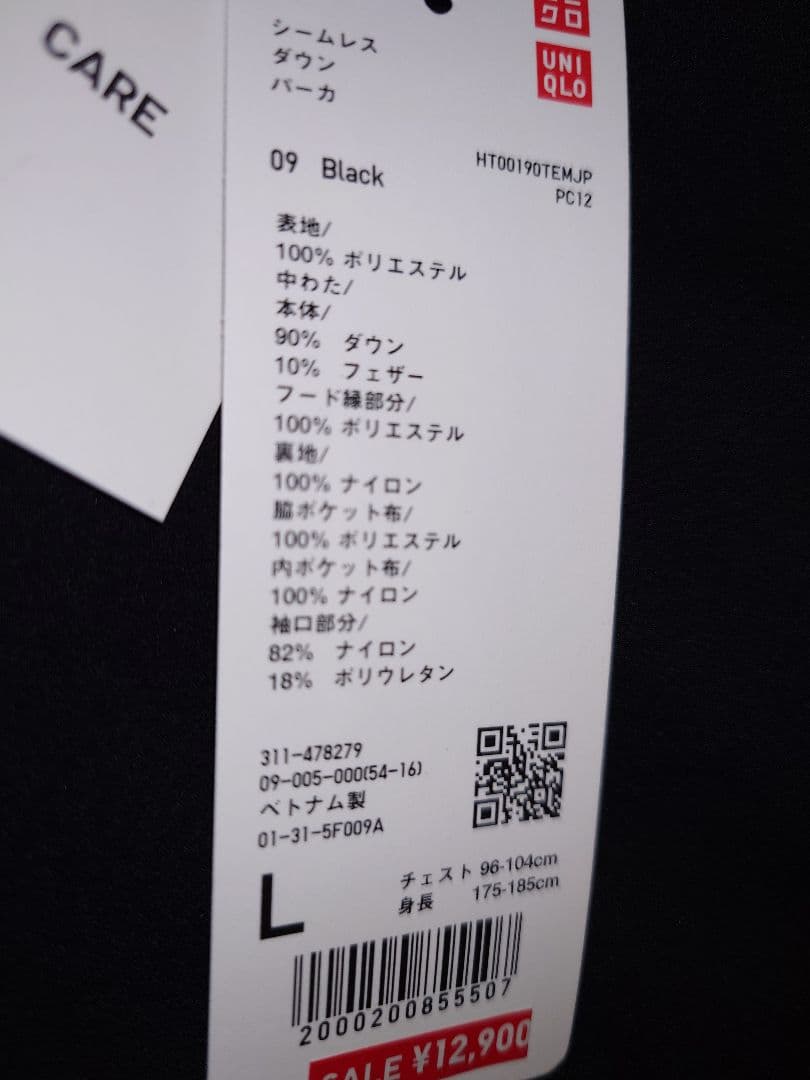 CARE
クロ
UNI
QLO
シームレス
ダウン
パーカ
09 Black
HT00190TEMJP
PC12
表地/
100% ポリエステル
中わた/
本体/
90% ダウン
10% フェザー
フード縁部分/
100% ポリエステル
裏地/
100% ナイロン
脇ポケット布/
100% ポリエステル
内ポケット布/
100% ナイロン
袖口部分/
82% ナイロン
18% ポリウレタン
311-478279
09-005-000(54-16)
ベトナム製
01-31-5F009A
L
チェスト 96-104cm
身長 175-185cm
2000200855507
SALE ¥12,900